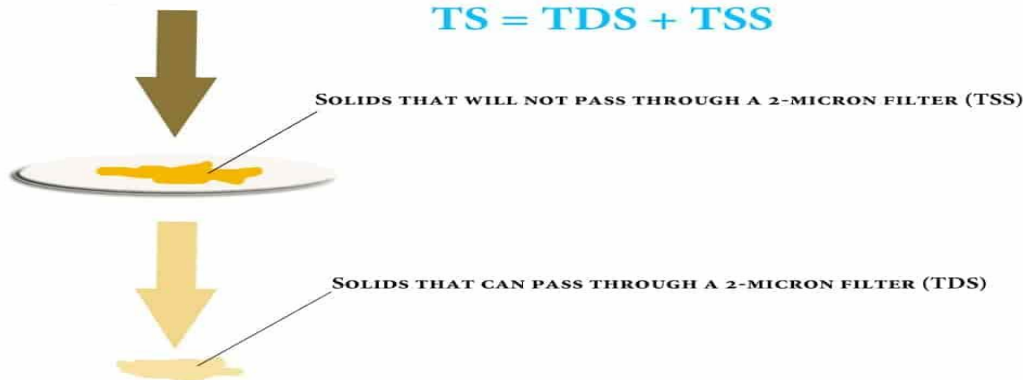 TS = TDS + TSS
Solids that will not pass through a 2-micron filter (TSS)
Solids that can pass through a 2-micron filter (TDS)